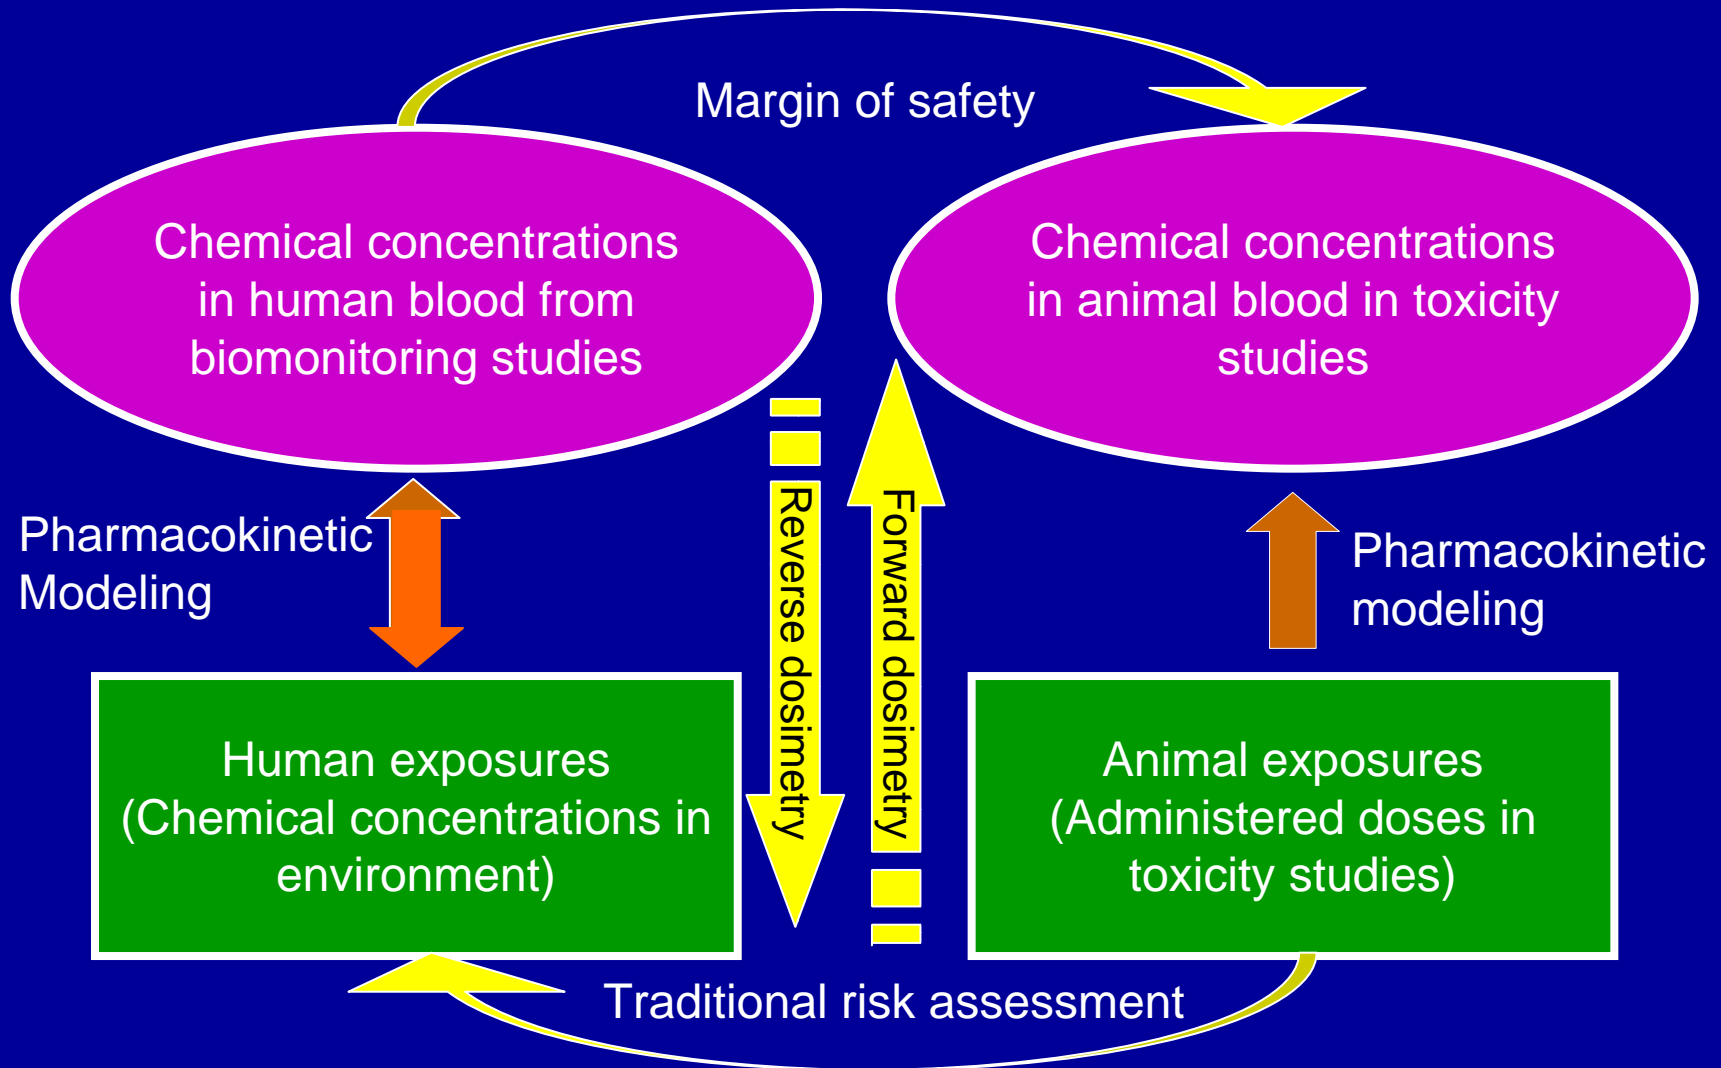 Margin of safety
Chemical concentrations
in human blood from
biomonitoring studies
Chemical concentrations
in animal blood in toxicity
studies
Pharmacokinetic
Modeling
Reverse dosimetry
Forward dosimetry
Pharmacokinetic
modeling
Human exposures
(Chemical concentrations in
environment)
Animal exposures
(Administered doses in
toxicity studies)
Traditional risk assessment